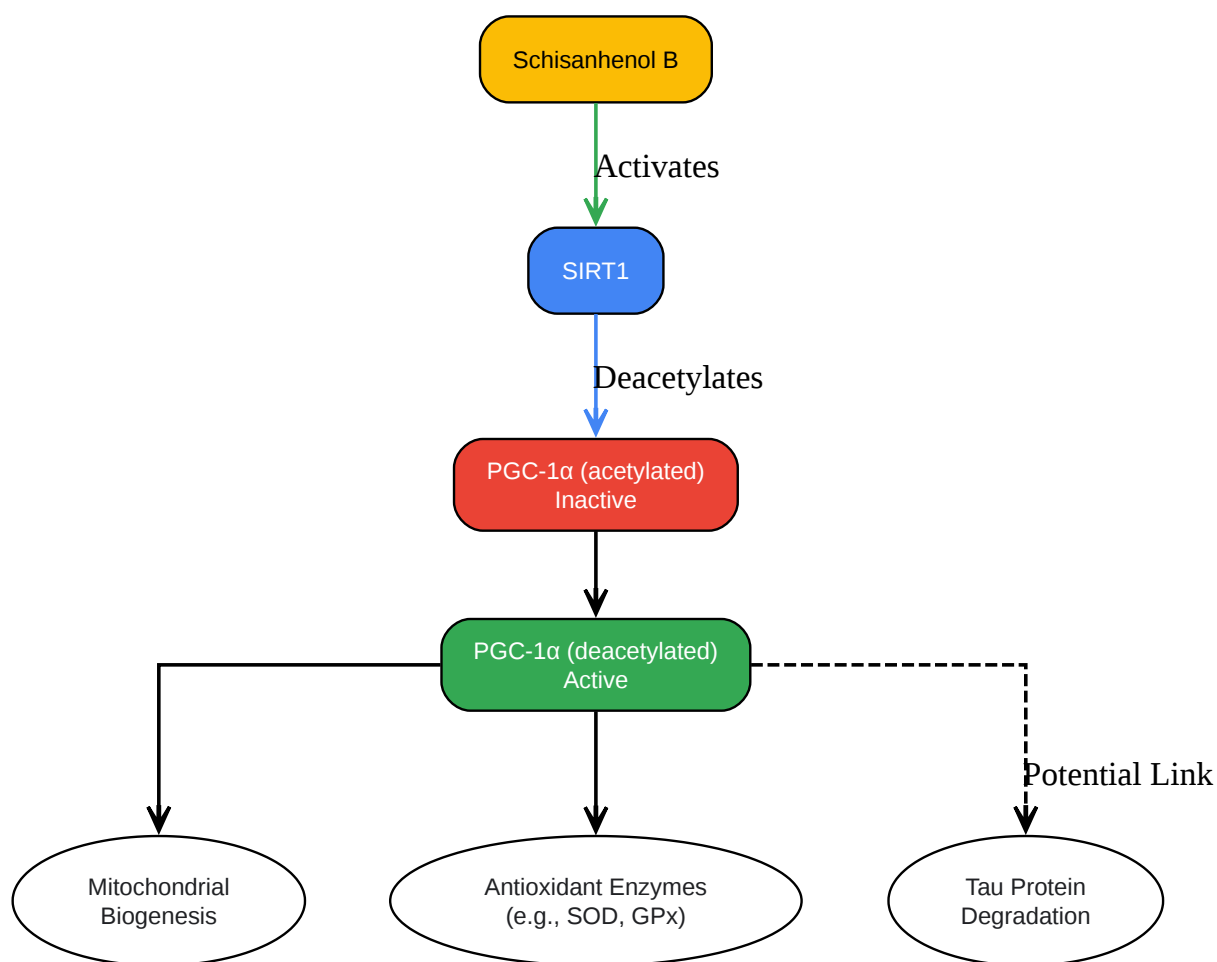 Schisanhenol B
Activates
SIRT1
Deacetylates
PGC-1α (acetylated)
Inactive
PGC-1α (deacetylated)
Active
Potential Link
Mitochondrial
Biogenesis
Antioxidant Enzymes
(e.g., SOD, GPx)
Tau Protein
Degradation